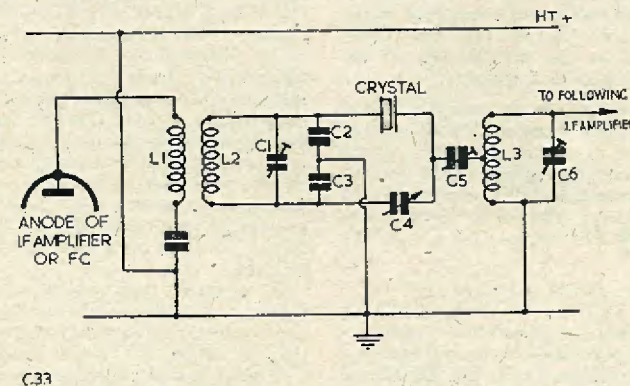 HT +
CRYSTAL
TO FOLLOWING
I.F. AMPLIFIER
C1
C2
L1
L2
L3
C3
C5
C6
C4
ANODE OF
I.F. AMPLIFIER
OR FC
C33